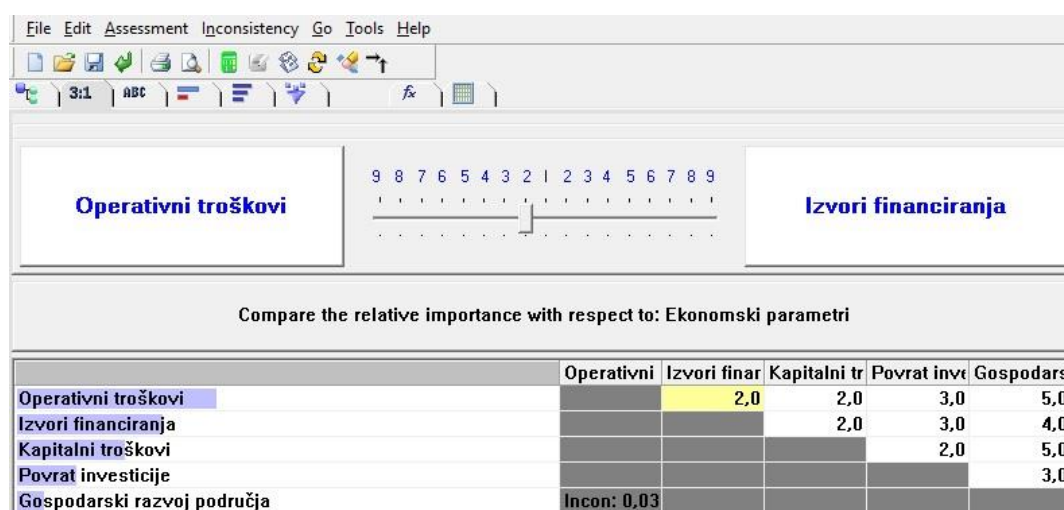 File Edit Assessment Inconsistency Go Tools Help
3:1 ABC fx
9 8 7 6 5 4 3 2 1 2 3 4 5 6 7 8 9
Operativni troškovi
Izvori financiranja
Compare the relative importance with respect to: Ekonomski parametri
Operativni Izvori finar Kapitalni tr Povrat inve Gospodars
Operativni troškovi 2,0 2,0 3,0 5,0
Izvori financiranja 2,0 3,0 4,0
Kapitalni troškovi 2,0 5,0
Povrat investicije 3,0
Gospodarski razvoj područja Incon: 0,03